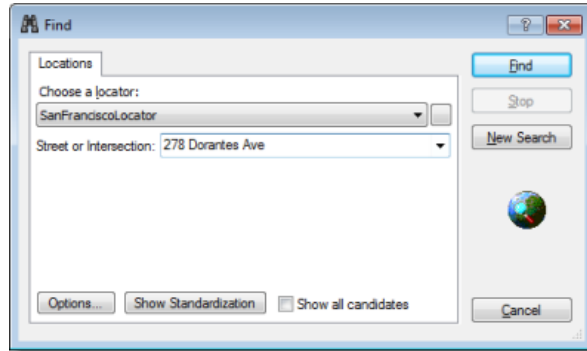 Find
Locations
Choose a locator:
SanFranciscoLocator
Street or Intersection: 278 Dorantes Ave
Options... Show Standardization Show all candidates
Find
Stop
New Search
Cancel